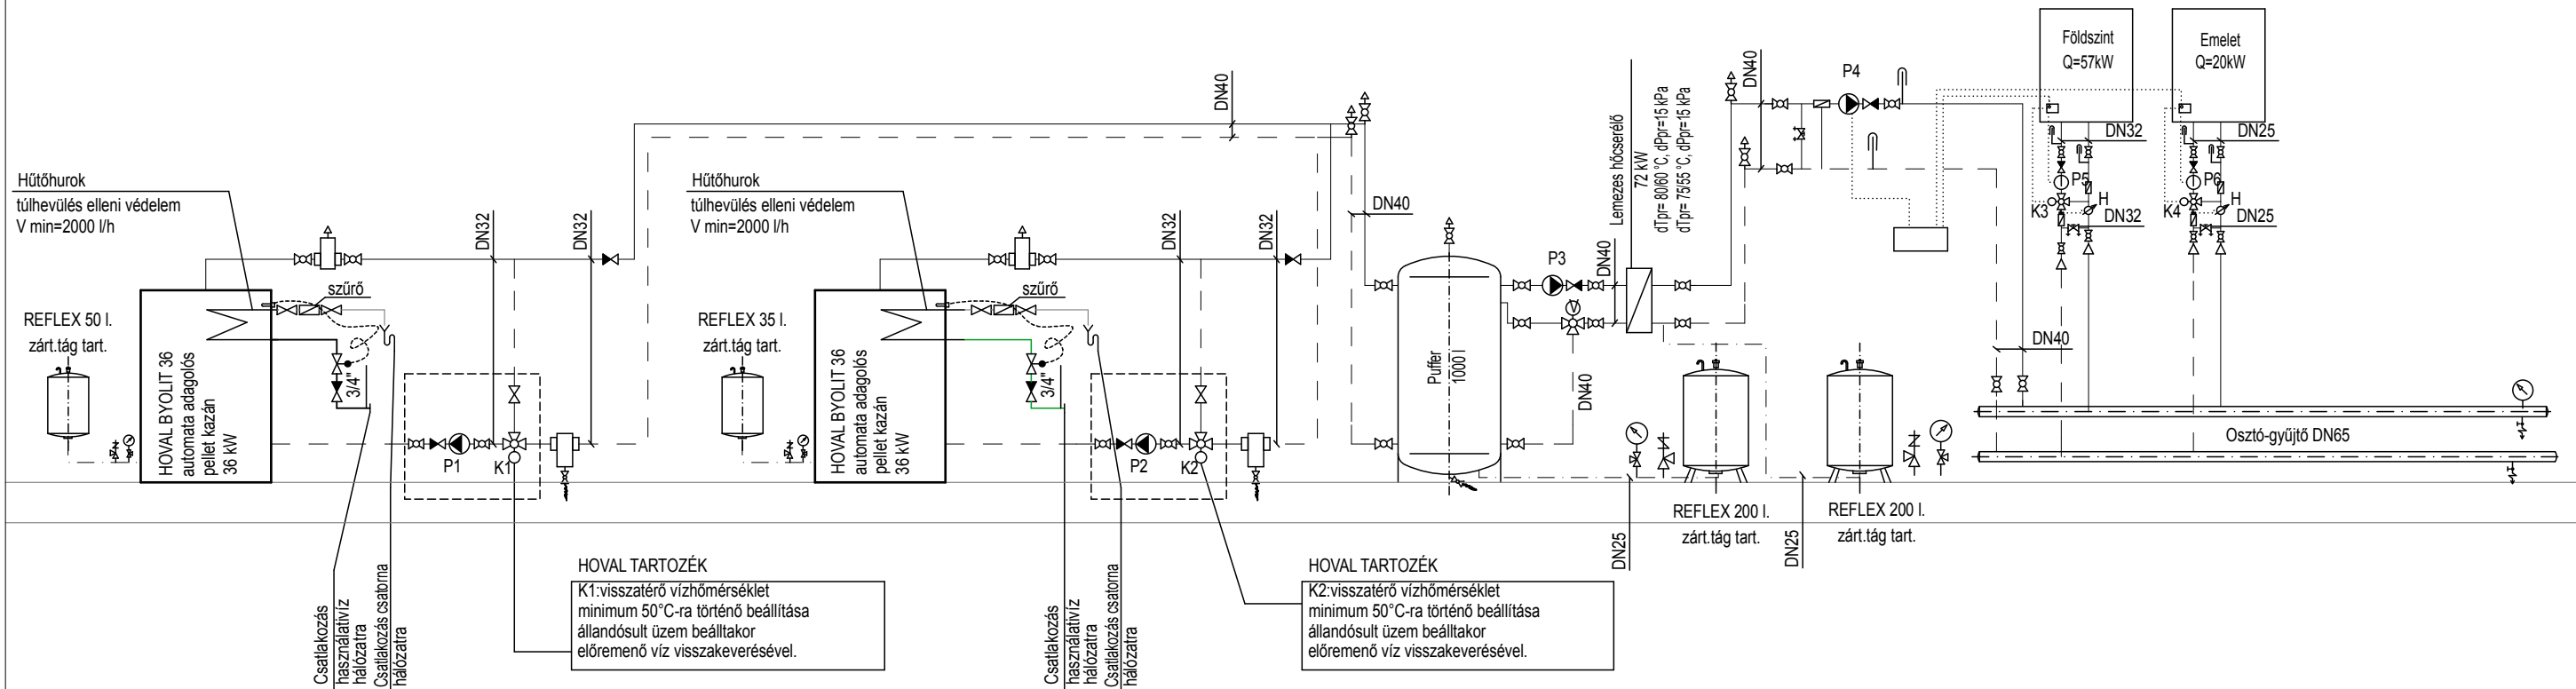 Hűtőhurok
túlhevülés elleni védelem
V min=2000 l/h
szűrő
REFLEX 50 l.
zárt.tág tart.
HOVAL BYOLIT 36
automata adagolós
pellet kazán
36 kW
3/4"
DN32
DN32
P1
K1
Csatlakozás
használativíz
hálózatra
Csatlakozás csatorna
hálózatra
HOVAL TARTOZÉK
K1:visszatérő vízhőmérséklet
minimum 50°C-ra történő beállítása
állandósult üzem beálltakor
előremenő víz visszakeverésével.
Hűtőhurok
túlhevülés elleni védelem
V min=2000 l/h
szűrő
REFLEX 35 l.
zárt.tág tart.
HOVAL BYOLIT 36
automata adagolós
pellet kazán
36 kW
3/4"
DN32
DN32
P2
K2
Csatlakozás
használativíz
hálózatra
Csatlakozás csatorna
hálózatra
HOVAL TARTOZÉK
K2:visszatérő vízhőmérséklet
minimum 50°C-ra történő beállítása
állandósult üzem beálltakor
előremenő víz visszakeverésével.
DN40
DN40
Puffer
1000 l
P3
V
DN40
DN40
Lemezes hőcserélő
72 kW
dTpr= 80/60 °C, dPpr=15 kPa
dTpr= 75/55 °C, dPpr=15 kPa
DN40
P4
REFLEX 200 l.
zárt.tág tart.
DN25
REFLEX 200 l.
zárt.tág tart.
DN25
Földszint
Q=57kW
DN32
P5
H
K3
DN32
Emelet
Q=20kW
DN25
P6
H
K4
DN25
DN40
Osztó-gyűjtő DN65